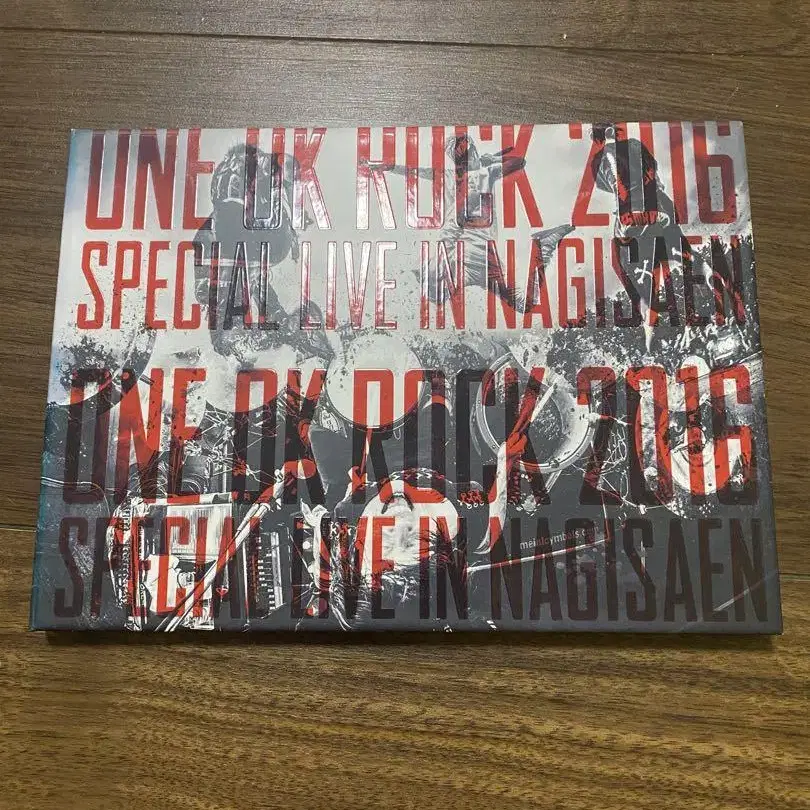 ONE OK ROCK 2016
SPECIAL LIVE IN NAGISAEN
ONE OK ROCK 2016
SPECIAL LIVE IN NAGISAEN